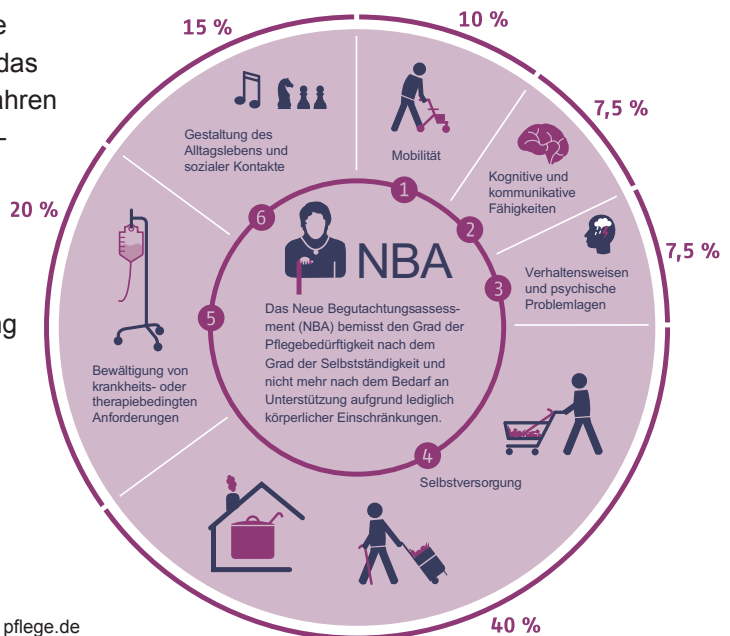 e
das
ahren
-
ng
15 %
10 %
7,5 %
7,5 %
20 %
40 %
Gestaltung des
Alltagslebens und
sozialer Kontakte
Mobilität
Kognitive und
kommunikative
Fähigkeiten
Verhaltensweisen
und psychische
Problemlagen
Bewältigung von
krankheits- oder
therapiebedingten
Anforderungen
Selbstversorgung
1
2
3
4
5
6
NBA
Das Neue Begutachtungsassess-
ment (NBA) bemisst den Grad der
Pflegebedürftigkeit nach dem
Grad der Selbstständigkeit und
nicht mehr nach dem Bedarf an
Unterstützung aufgrund lediglich
körperlicher Einschränkungen.
pflege.de